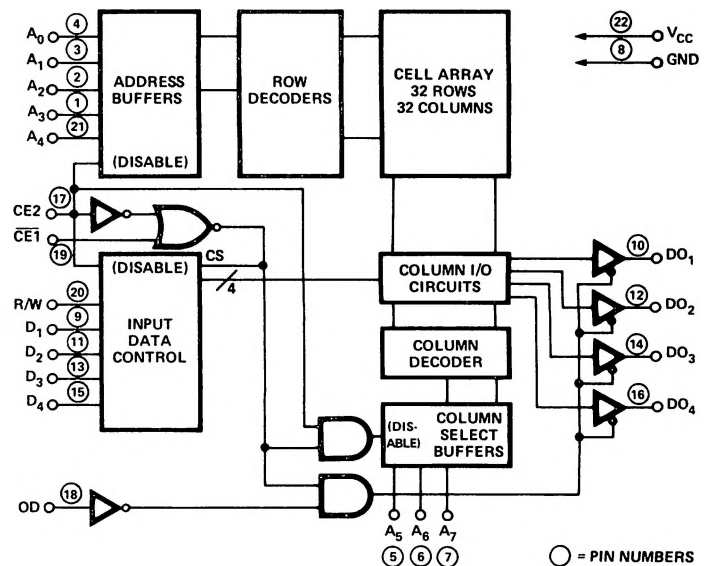 A0 4
A1 3
A2 2
A3 1
A4 21
ADDRESS
BUFFERS
(DISABLE)
ROW
DECODERS
CELL ARRAY
32 ROWS
32 COLUMNS
22 VCC
8 GND
17
CE2
CE1
19
(DISABLE)
CS
4
INPUT
DATA
CONTROL
R/W 20
D1 9
D2 11
D3 13
D4 15
COLUMN I/O
CIRCUITS
COLUMN
DECODER
(DIS-
ABLE)
COLUMN
SELECT
BUFFERS
10 DO1
12 DO2
14 DO3
16 DO4
OD 18
A5 A6 A7
5 6 7
= PIN NUMBERS